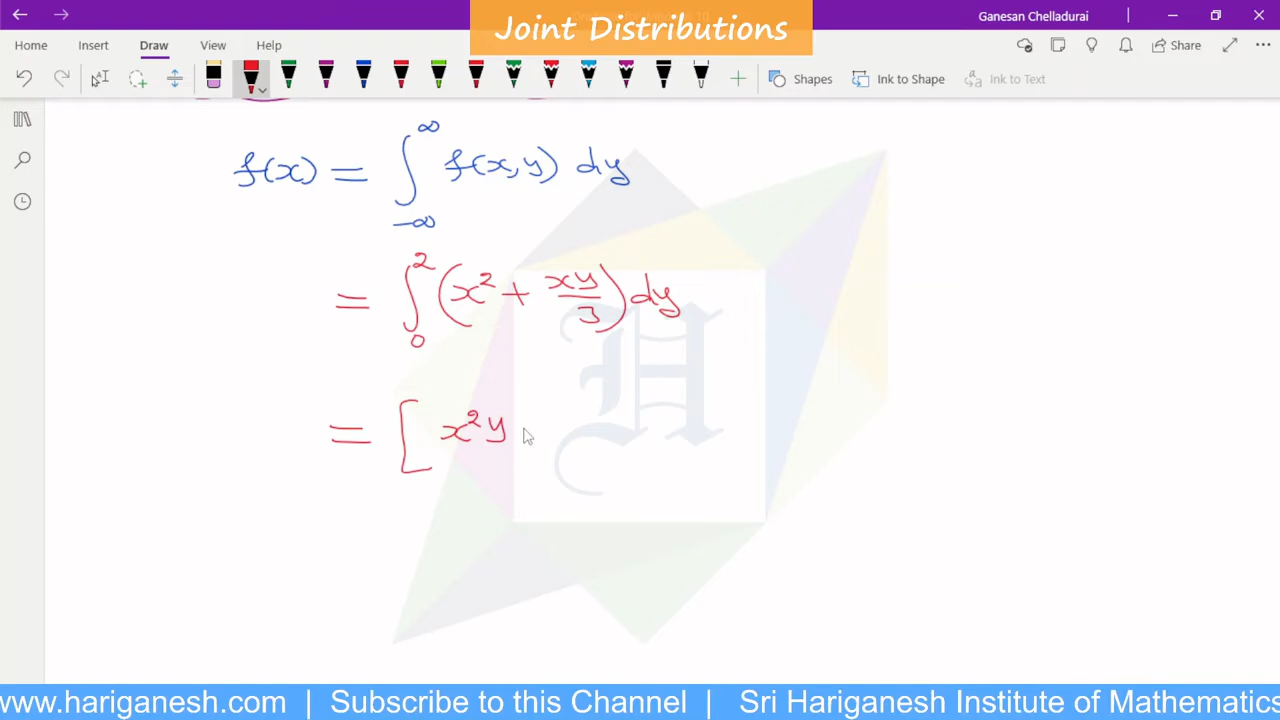 Joint Distributions
Ganesan Chelladurai
Home Insert Draw View Help
Share
Shapes Ink to Shape Ink to Text
f(x) = ∫_{-∞}^{∞} f(x,y) dy
= ∫_{0}^{2} (x² + xy/3) dy
= [ x²y
H
www.hariganesh.com | Subscribe to this Channel | Sri Hariganesh Institute of Mathematics